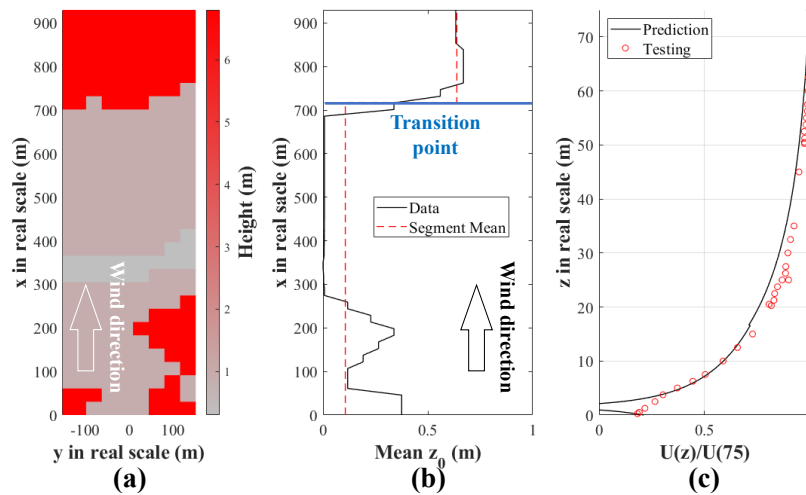 900
800
700
600
500
400
300
200
100
0
x in real scale (m)
-100
0
100
y in real scale (m)
Wind direction
6
5
4
3
2
1
Height (m)
(a)
900
800
700
600
500
400
300
200
100
0
x in real sacle (m)
Transition
point
Data
Segment Mean
Wind direction
0
0.5
1
Mean z0 (m)
(b)
70
60
50
40
30
20
10
0
z in real scale (m)
Prediction
Testing
0
0.5
U(z)/U(75)
(c)